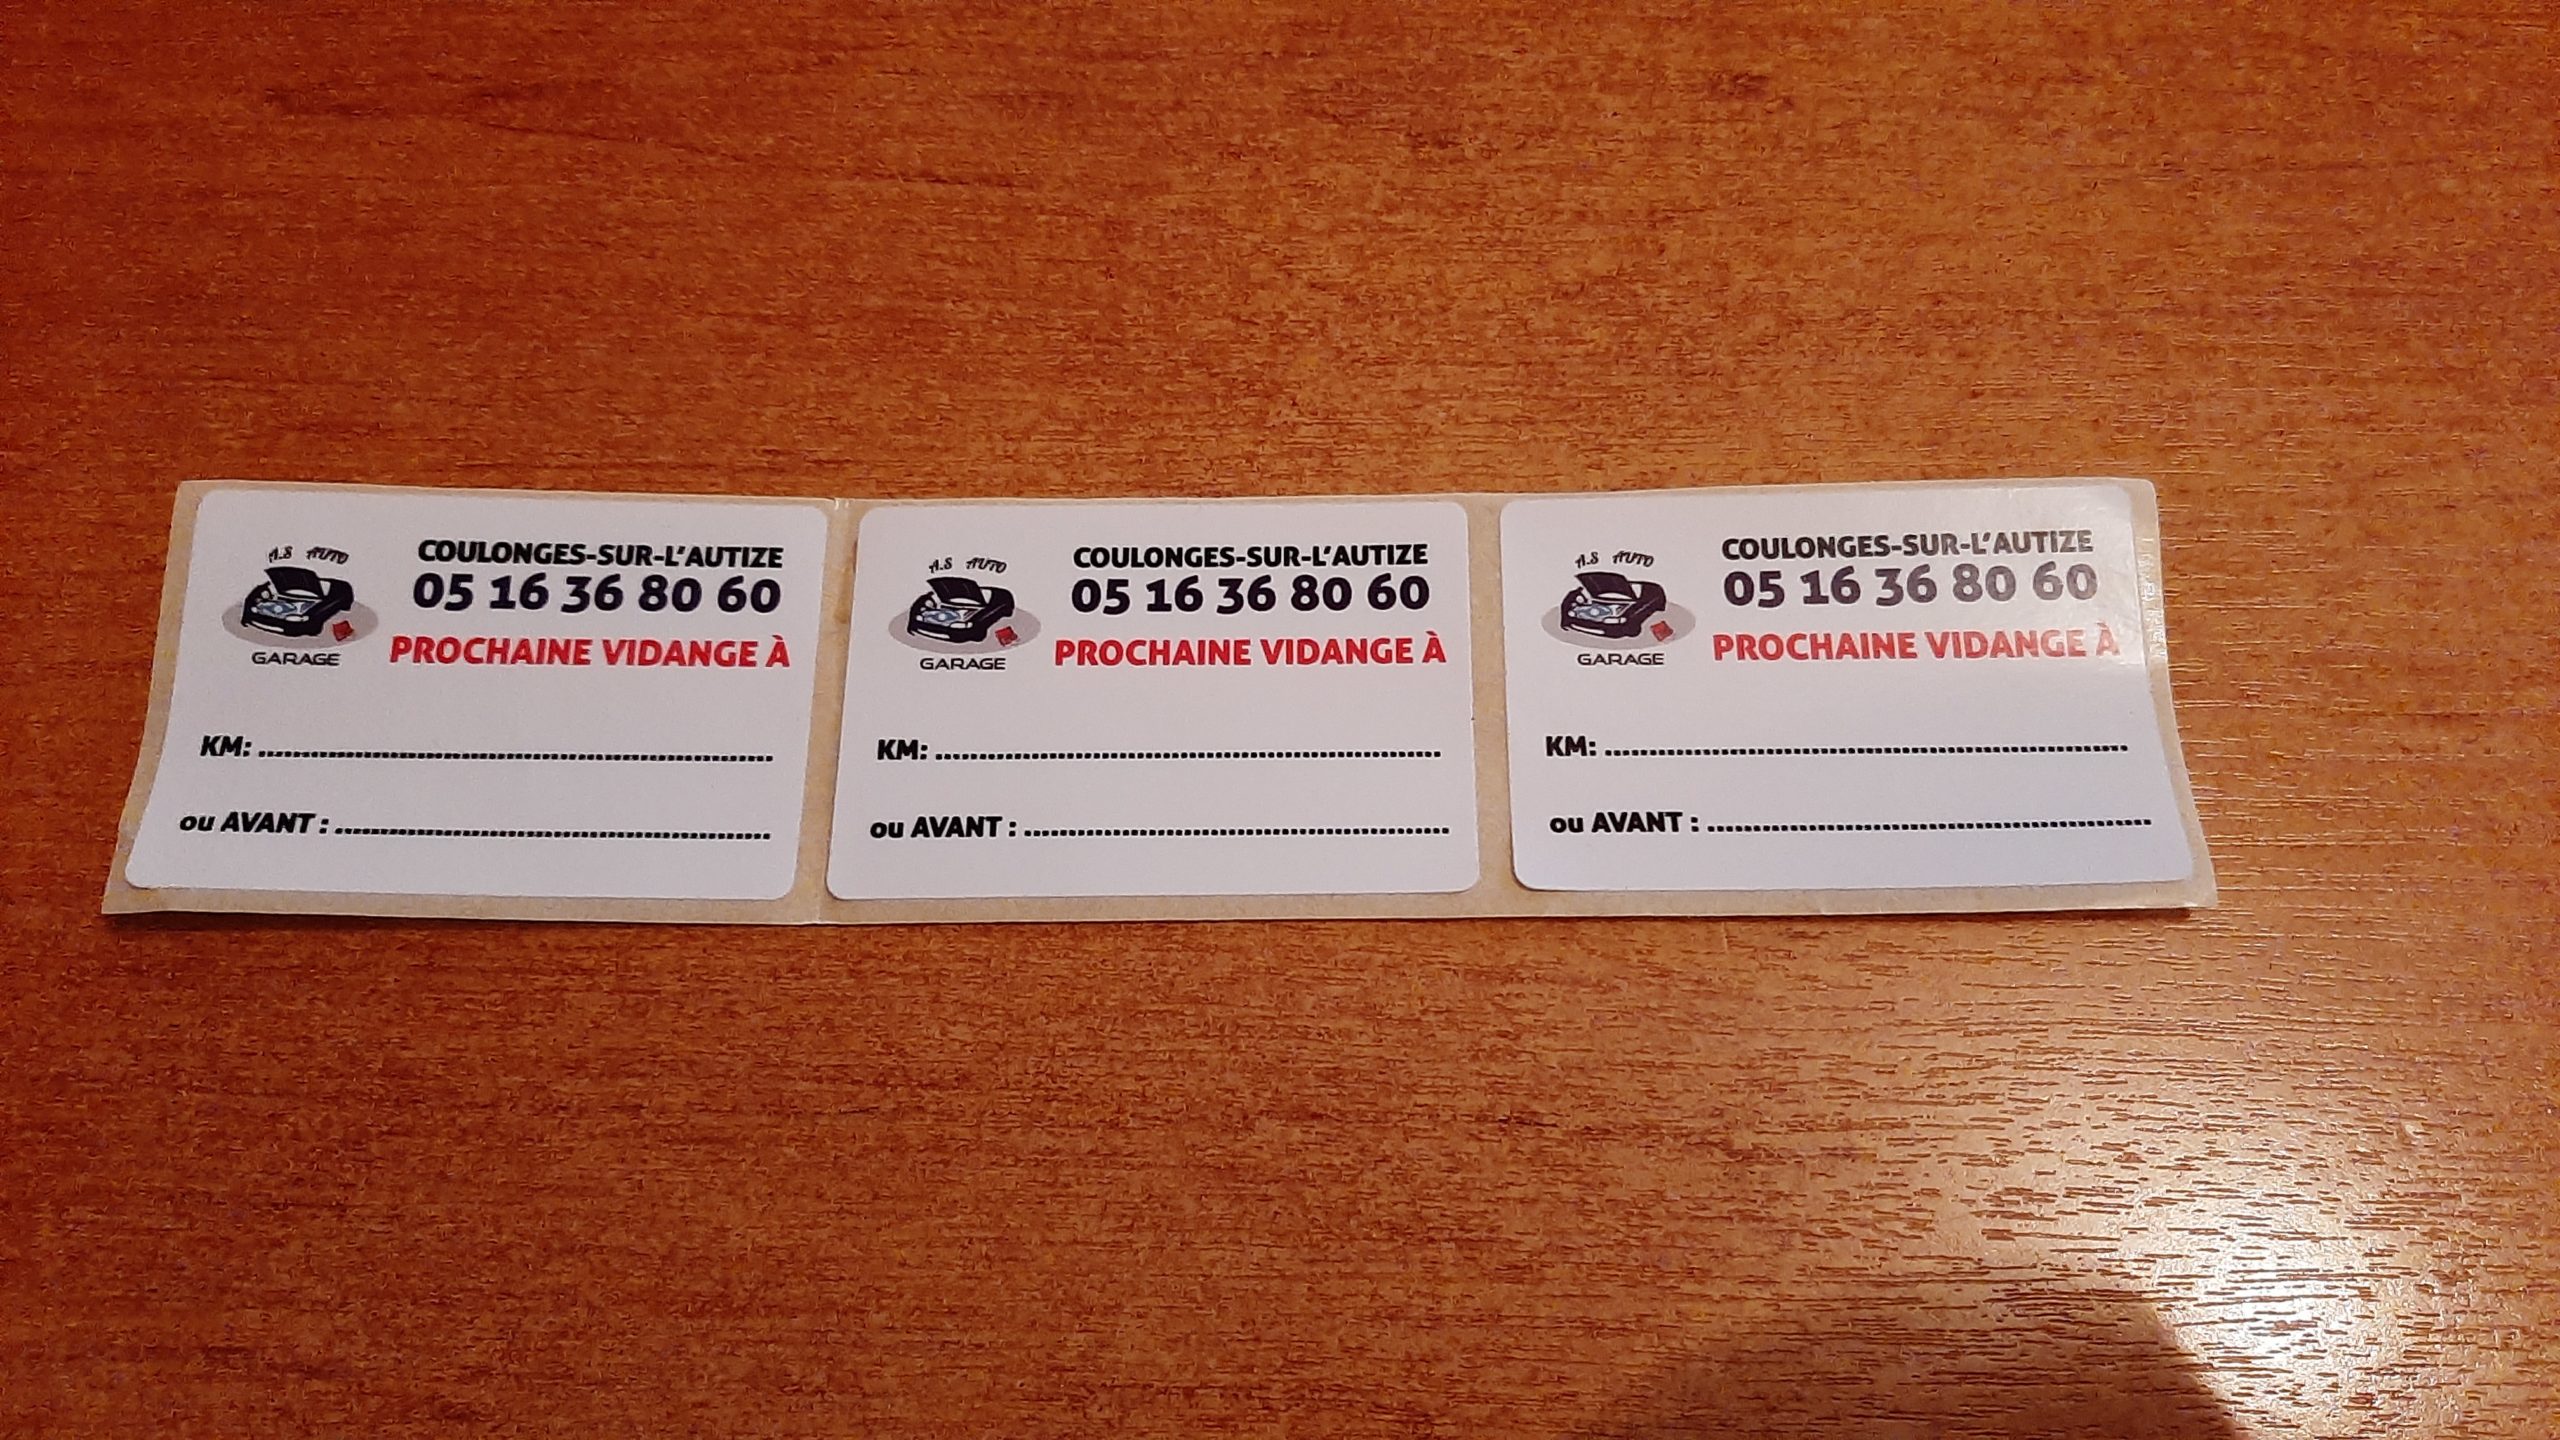 A.S AUTO
GARAGE
COULONGES-SUR-L'AUTIZE
05 16 36 80 60
PROCHAINE VIDANGE À
KM: ........................................
ou AVANT : ........................................
A.S AUTO
GARAGE
COULONGES-SUR-L'AUTIZE
05 16 36 80 60
PROCHAINE VIDANGE À
KM: ........................................
ou AVANT : ........................................
A.S AUTO
GARAGE
COULONGES-SUR-L'AUTIZE
05 16 36 80 60
PROCHAINE VIDANGE À
KM: ........................................
ou AVANT : ........................................